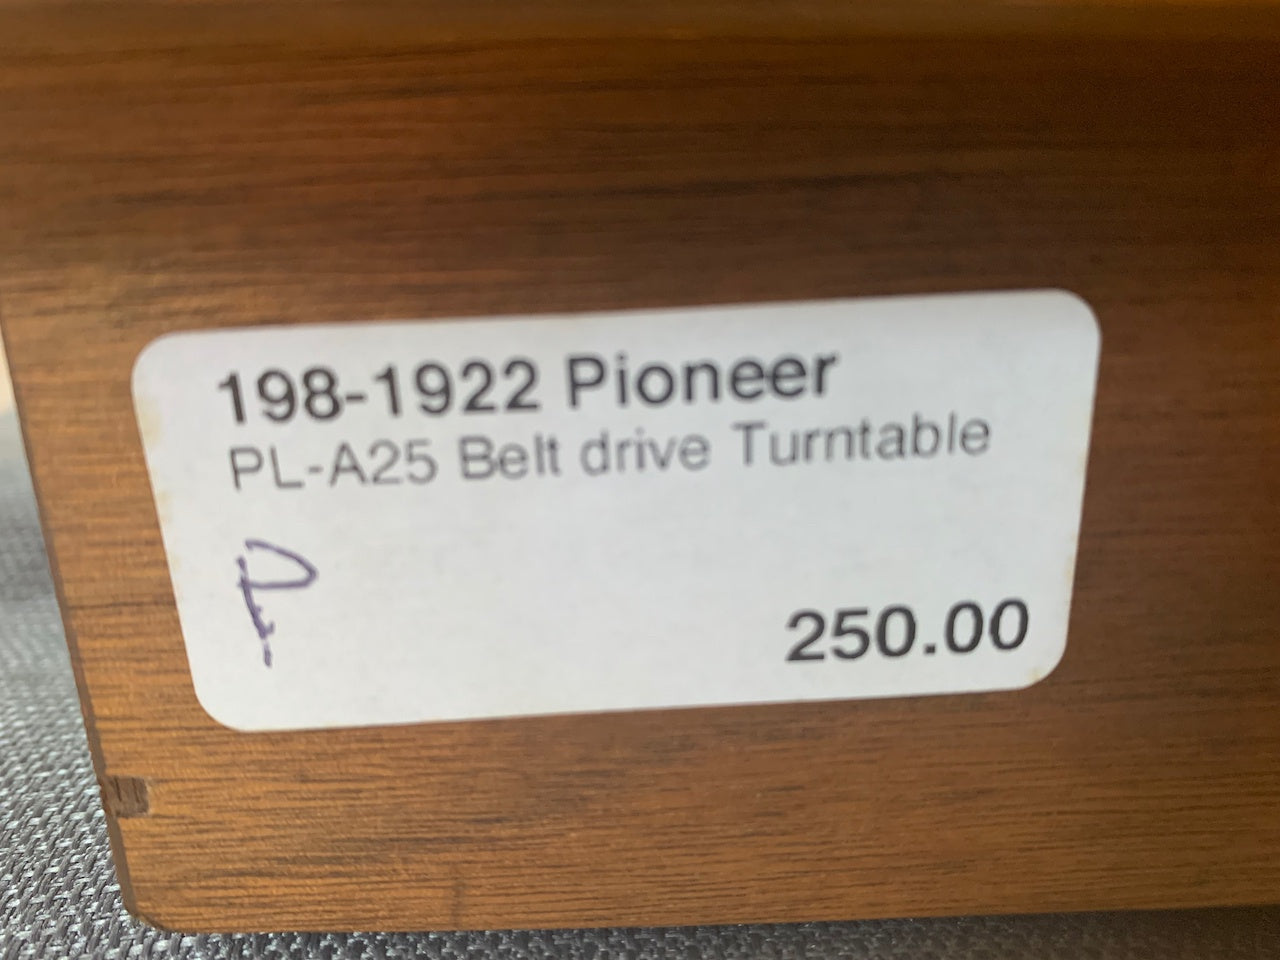 198-1922 Pioneer
PL-A25 Belt drive Turntable
250.00